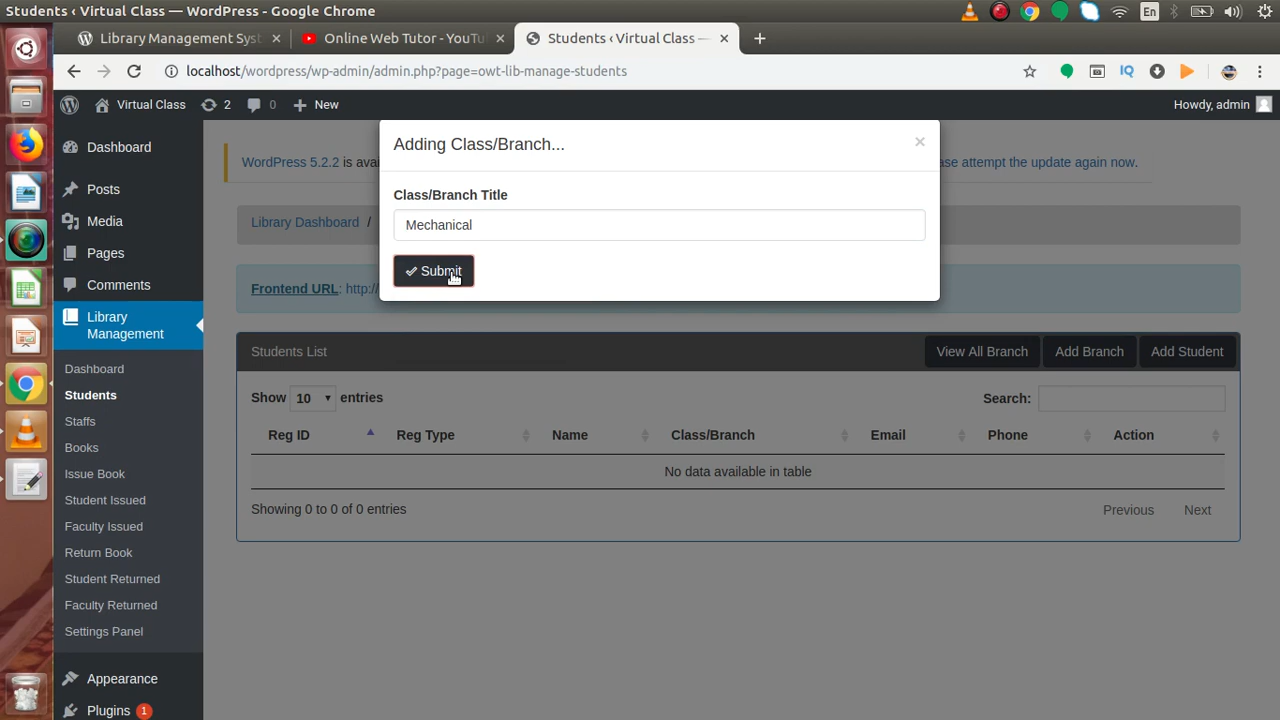 Students ‹ Virtual Class — WordPress - Google Chrome
En
Library Management Syst
Online Web Tutor - YouTu
Students ‹ Virtual Class —
localhost/wordpress/wp-admin/admin.php?page=owt-lib-manage-students
IQ
Virtual Class
2
0
New
Howdy, admin
Dashboard
Posts
Media
Pages
Comments
Library
Management
Dashboard
Students
Staffs
Books
Issue Book
Student Issued
Faculty Issued
Return Book
Student Returned
Faculty Returned
Settings Panel
Appearance
Plugins 1
WordPress 5.2.2 is avai
ase attempt the update again now.
Library Dashboard /
Frontend URL: http://
Adding Class/Branch...
×
Class/Branch Title
Mechanical
Submit
Students List
View All Branch
Add Branch
Add Student
Show 10 entries
Search:
Reg ID Reg Type Name Class/Branch Email Phone Action
No data available in table
Showing 0 to 0 of 0 entries
Previous Next